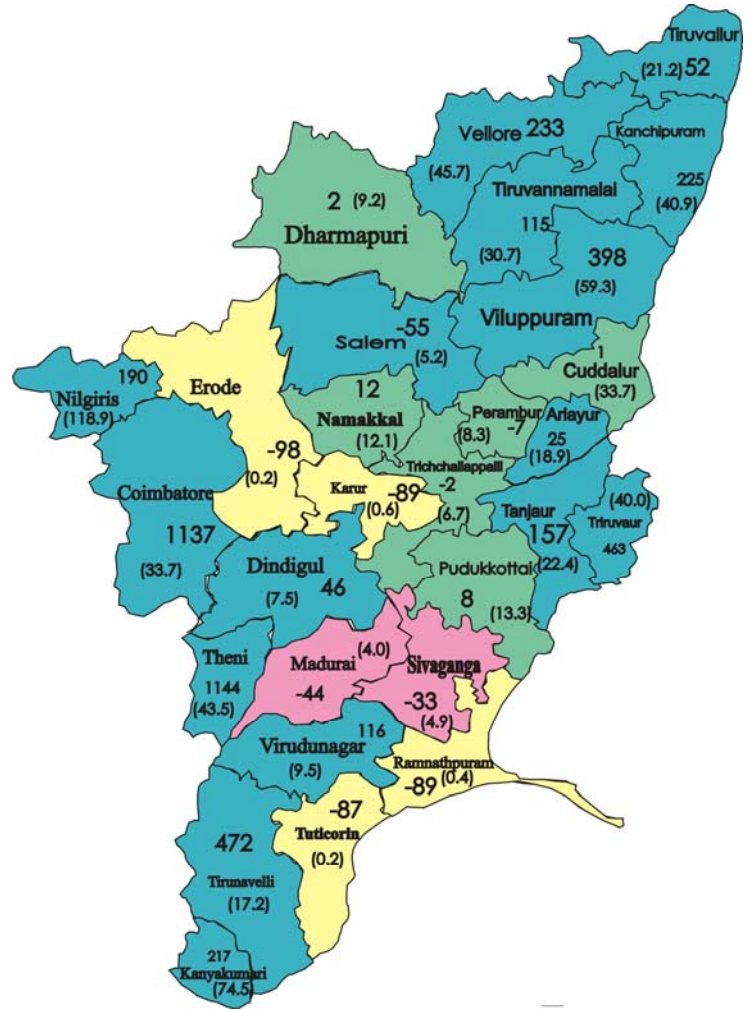 Tiruvallur
(21.2) 52
Vellore 233
(45.7)
Kanchipuram
225
(40.9)
Tiruvannamalai
115
(30.7)
2 (9.2)
Dharmapuri
398
(59.3)
Viluppuram
-55
Salem
(5.2)
1
Cuddalur
(33.7)
190
Nilgiris
(118.9)
Erode
-98
(0.2)
12
Namakkal
(12.1)
Perambur
(8.3) -7
Ariayur
25
(18.9)
Trichchailappalli
-2
(6.7)
Karur
-89
(0.6)
Coimbatore
1137
(33.7)
Tanjaur
157
(22.4)
(40.0)
Triruvaur
463
Dindigul
46
(7.5)
Pudukkottai
8
(13.3)
Theni
1144
(43.5)
Madurai
(4.0)
-44
Sivaganga
-33
(4.9)
116
Virudunagar
(9.5)
Ramnathpuram
-89 (0.4)
-87
Tuticorin
(0.2)
472
Tirunavelli
(17.2)
217
Kanyakumari
(74.5)